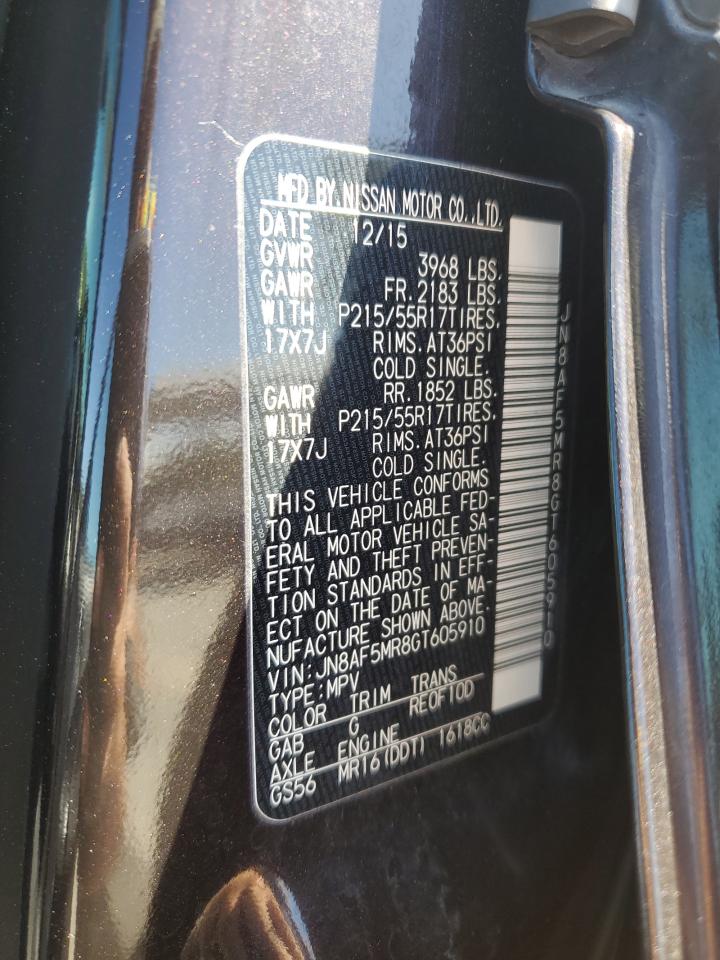 MFD BY NISSAN MOTOR CO.,LTD.
DATE 12/15
GVWR 3968 LBS.
GAWR FR. 2183 LBS.
WITH P215/55R17TIRES.
17X7J RIMS. AT36PSI
COLD SINGLE.
GAWR RR. 1852 LBS.
WITH P215/55R17TIRES.
17X7J RIMS. AT36PSI
COLD SINGLE.
THIS VEHICLE CONFORMS
TO ALL APPLICABLE FED-
ERAL MOTOR VEHICLE SA-
FETY AND THEFT PREVEN-
TION STANDARDS IN EFF-
ECT ON THE DATE OF MA-
NUFACTURE SHOWN ABOVE.
VIN:JN8AF5MR8GT605910
TYPE:MPV
COLOR TRIM TRANS
GAB G RE0F10D
AXLE ENGINE
GS56 MR16(DDT) 1618CC
JN8AF5MR8GT605910